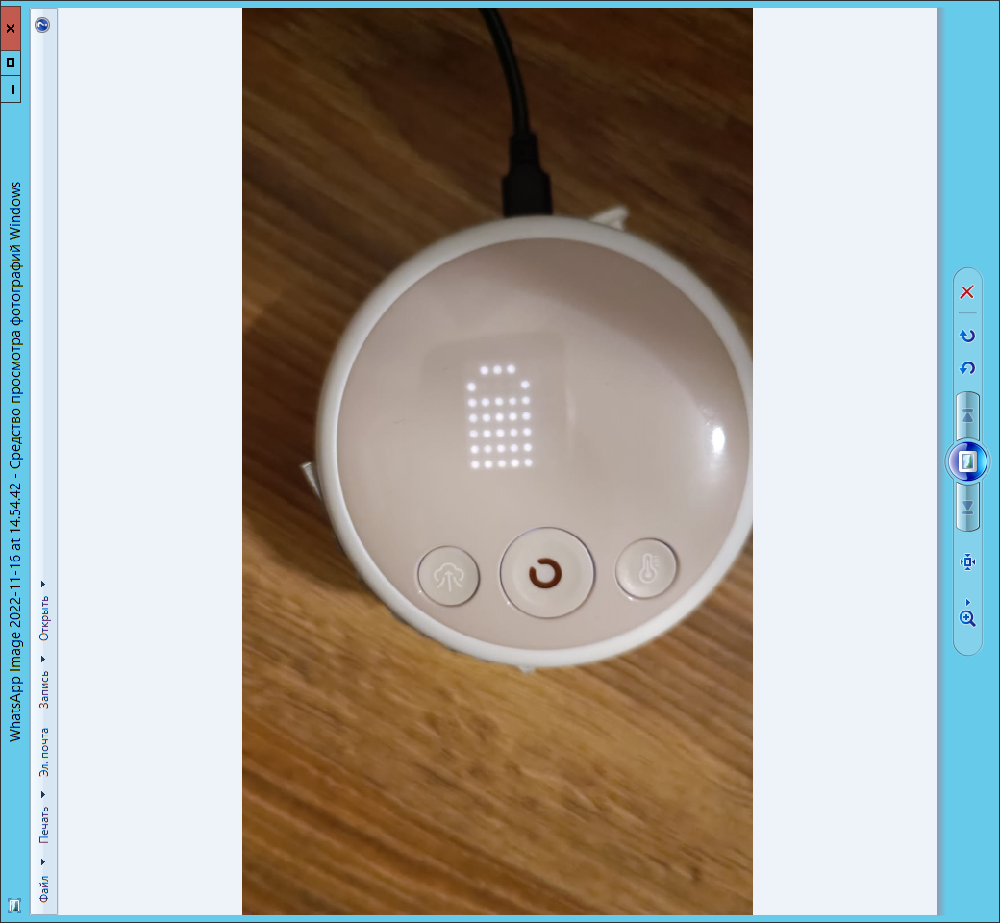 WhatsApp Image 2022-11-16 at 14.54.42 - Средство просмотра фотографий Windows
Файл Печать Эл. почта Запись Открыть